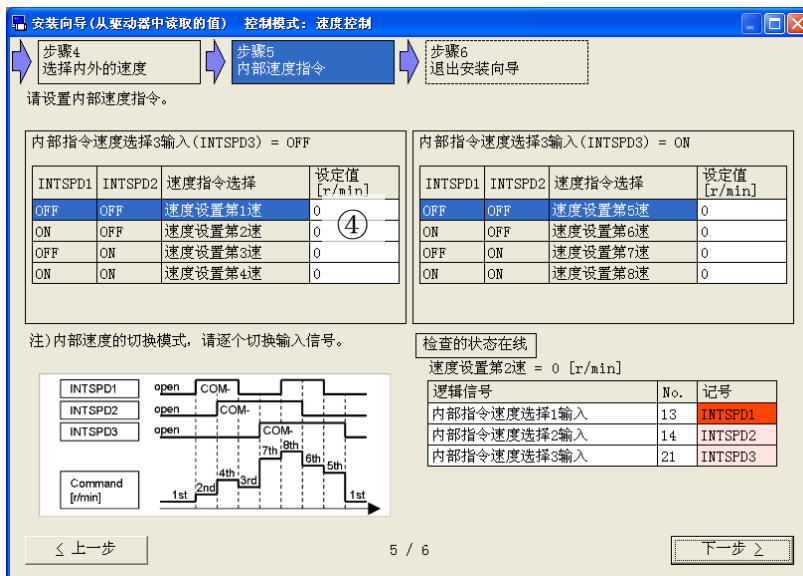 安装向导(从驱动器中读取的值) 控制模式: 速度控制
步骤4
选择内外的速度
步骤5
内部速度指令
步骤6
退出安装向导
请设置内部速度指令。
内部指令速度选择3输入(INTSPD3) = OFF
INTSPD1 INTSPD2 速度指令选择 设定值
[r/min]
OFF OFF 速度设置第1速 0
ON OFF 速度设置第2速 0
OFF ON 速度设置第3速 0
ON ON 速度设置第4速 0
④
内部指令速度选择3输入(INTSPD3) = ON
INTSPD1 INTSPD2 速度指令选择 设定值
[r/min]
OFF OFF 速度设置第5速 0
ON OFF 速度设置第6速 0
OFF ON 速度设置第7速 0
ON ON 速度设置第8速 0
注)内部速度的切换模式, 请逐个切换输入信号。
INTSPD1 open COM-
INTSPD2 open COM-
INTSPD3 open COM-
Command
[r/min]
1st 2nd 4th 3rd 7th 8th 6th 5th 1st
检查的状态在线
速度设置第2速 = 0 [r/min]
逻辑信号 No. 记号
内部指令速度选择1输入 13 INTSPD1
内部指令速度选择2输入 14 INTSPD2
内部指令速度选择3输入 21 INTSPD3
≤ 上一步
5 / 6
下一步 ≥